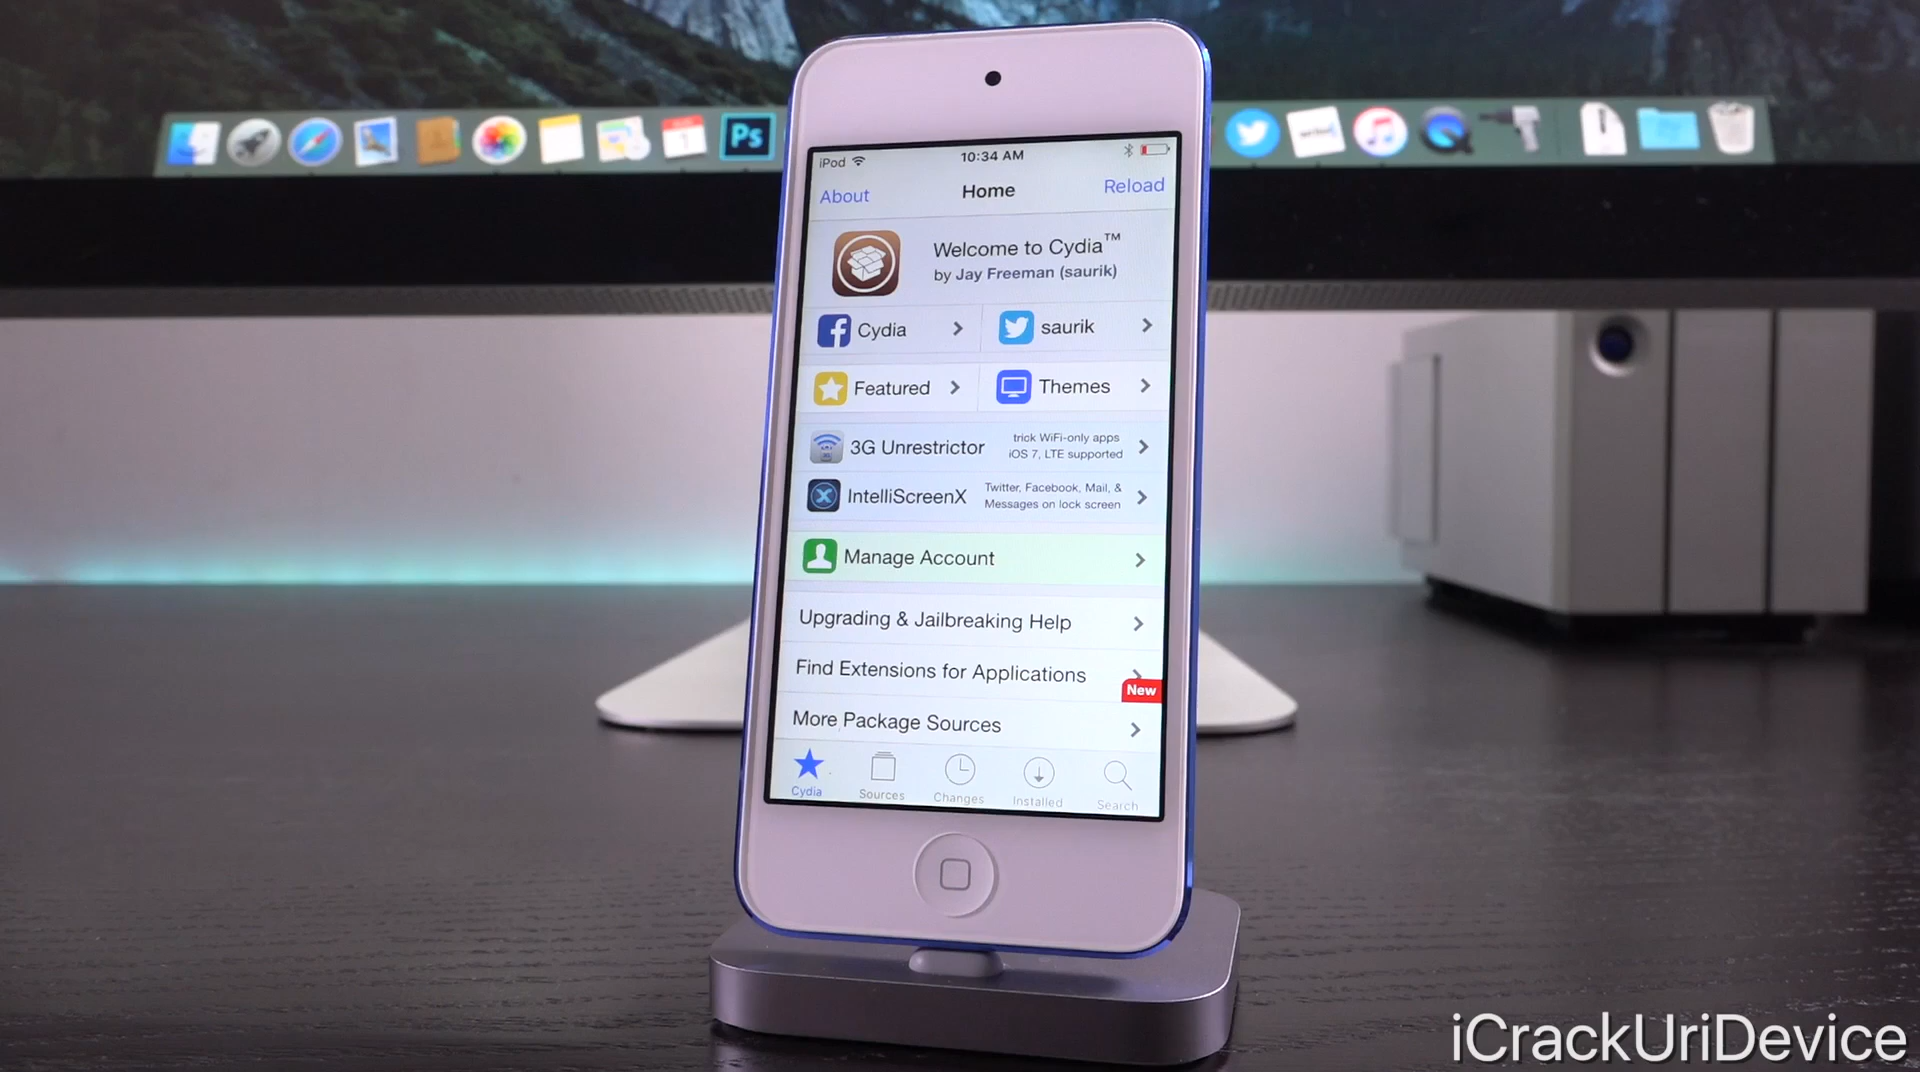 Ps
iPod
10:34 AM
About
Home
Reload
Welcome to Cydia™
by Jay Freeman (saurik)
Cydia
saurik
Featured
Themes
3G Unrestrictor
trick WiFi-only apps
iOS 7, LTE supported
IntelliScreenX
Twitter, Facebook, Mail, &
Messages on lock screen
Manage Account
Upgrading & Jailbreaking Help
Find Extensions for Applications
New
More Package Sources
Cydia
Sources
Changes
Installed
Search
iCrackUriDevice